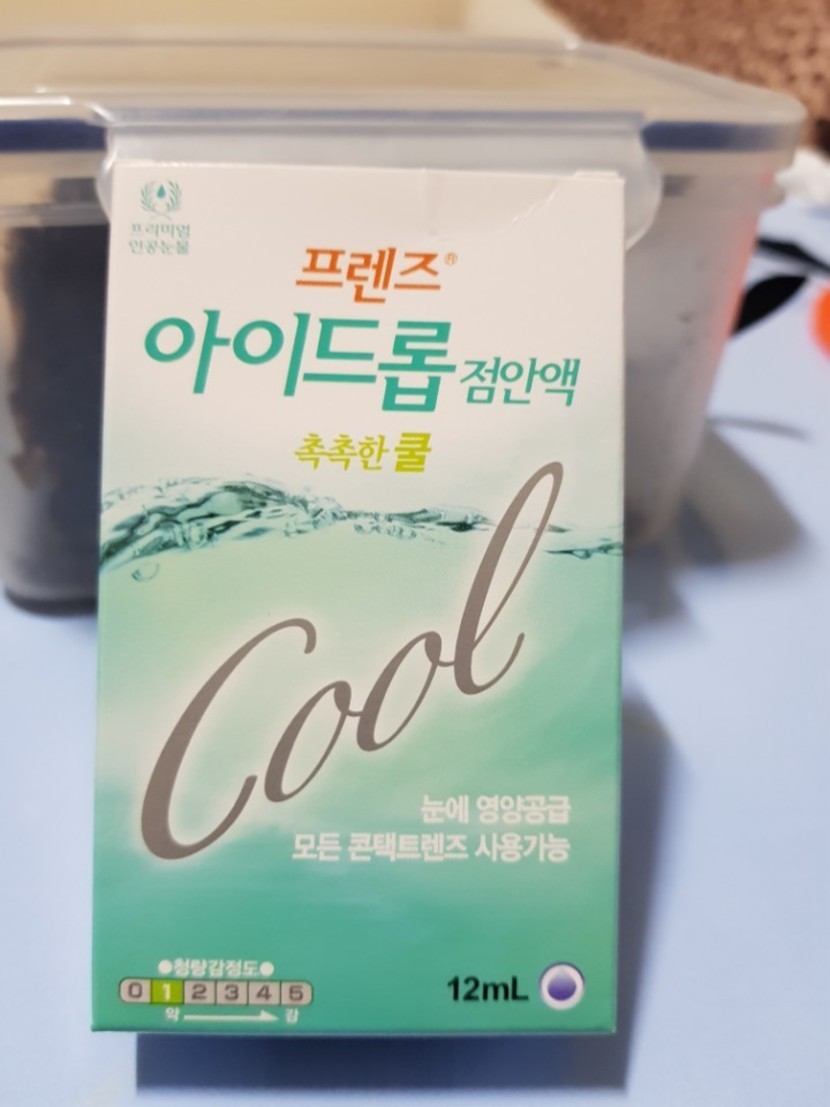 프리미엄
인공눈물
프렌즈®
아이드롭 점안액
촉촉한 쿨
Cool
눈에 영양공급
모든 콘택트렌즈 사용가능
●청량감정도●
0 1 2 3 4 5
약 강
12mL